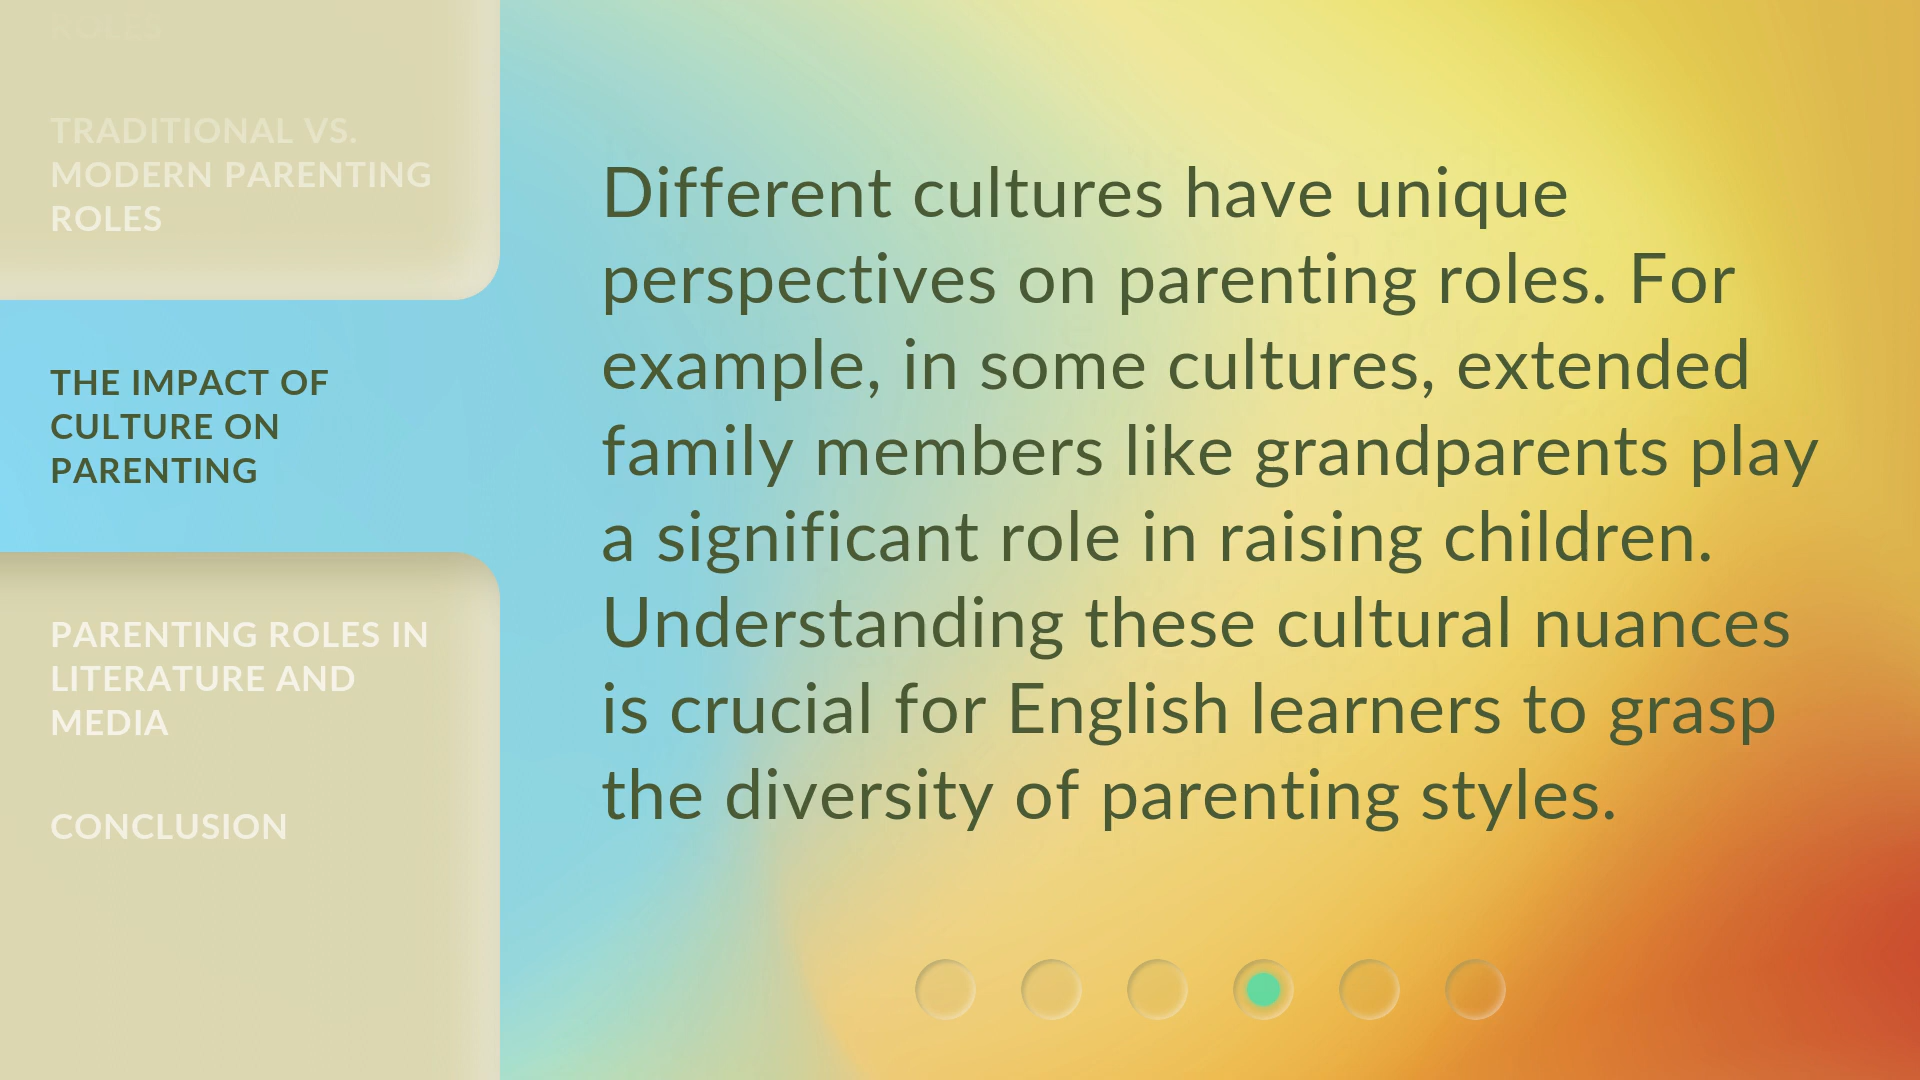 ROLES
TRADITIONAL VS.
MODERN PARENTING
ROLES
THE IMPACT OF
CULTURE ON
PARENTING
PARENTING ROLES IN
LITERATURE AND
MEDIA
CONCLUSION
Different cultures have unique
perspectives on parenting roles. For
example, in some cultures, extended
family members like grandparents play
a significant role in raising children.
Understanding these cultural nuances
is crucial for English learners to grasp
the diversity of parenting styles.